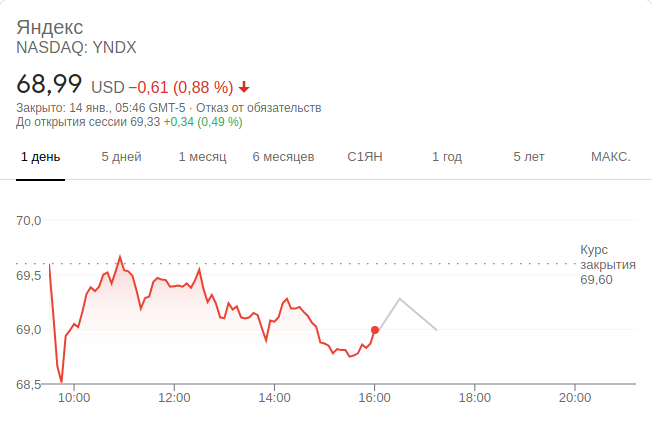 Яндекс
NASDAQ: YNDX
68,99 USD −0,61 (0,88 %)
Закрыто: 14 янв., 05:46 GMT-5 · Отказ от обязательств
До открытия сессии 69,33 +0,34 (0,49 %)
1 день 5 дней 1 месяц 6 месяцев С1ЯН 1 год 5 лет МАКС.
70,0
69,5
69,0
68,5
Курс
закрытия
69,60
10:00 12:00 14:00 16:00 18:00 20:00